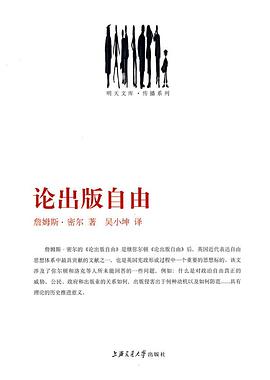 明天文库·传播系列
论出版自由
詹姆斯·密尔 著 吴小坤 译
詹姆斯·密尔的《论出版自由》是继弥尔顿《论出版自由》后，英国近代表达自由
思想体系中最具贡献的文献之一，也是英国宪政形成过程中一个重要的思想标的。该文
涉及了弥尔顿和洛克等人所未能回答的一些问题，例如：什么是对政治自由真正的
威胁，公民、政府和出版业的关系如何，出版侵害出于何种动机以及如何防范……具有
理论的历史推进意义。
上海交通大学出版社